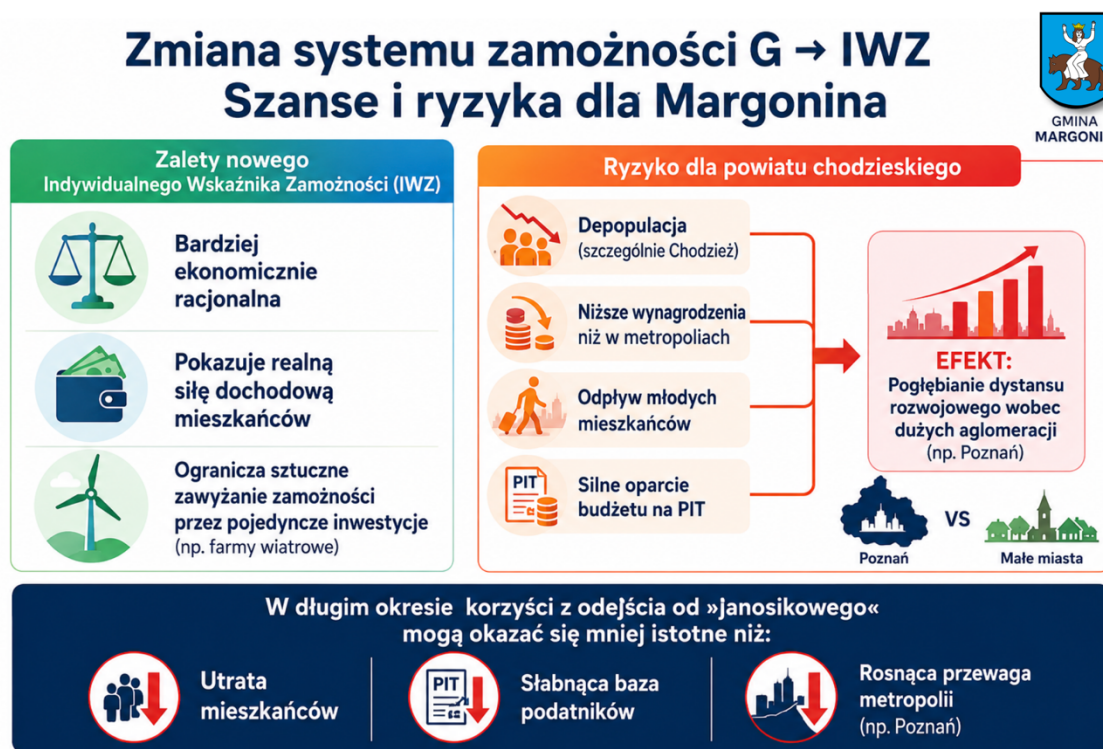 Zmiana systemu zamożności G → IWZ
Szanse i ryzyka dla Margonina
GMINA
MARGONI
Zalety nowego
Indywidualnego Wskaźnika Zamożności (IWZ)
Bardziej
ekonomicznie
racjonalna
Pokazuje realną
siłę dochodową
mieszkańców
Ogranicza sztuczne
zawyżanie zamożności
przez pojedyncze inwestycje
(np. farmy wiatrowe)
Ryzyko dla powiatu chodzieskiego
Depopulacja
(szczególnie Chodzież)
Niższe wynagrodzenia
niż w metropoliach
Odpływ młodych
mieszkańców
PIT
Silne oparcie
budżetu na PIT
EFEKT:
Pogłębianie dystansu
rozwojowego wobec
dużych aglomeracji
(np. Poznań)
Poznań
VS
Małe miasta
W długim okresie korzyści z odejścia od »janosikowego«
mogą okazać się mniej istotne niż:
Utrata
mieszkańców
PIT
Słabnąca baza
podatników
Rosnąca przewaga
metropolii
(np. Poznań)